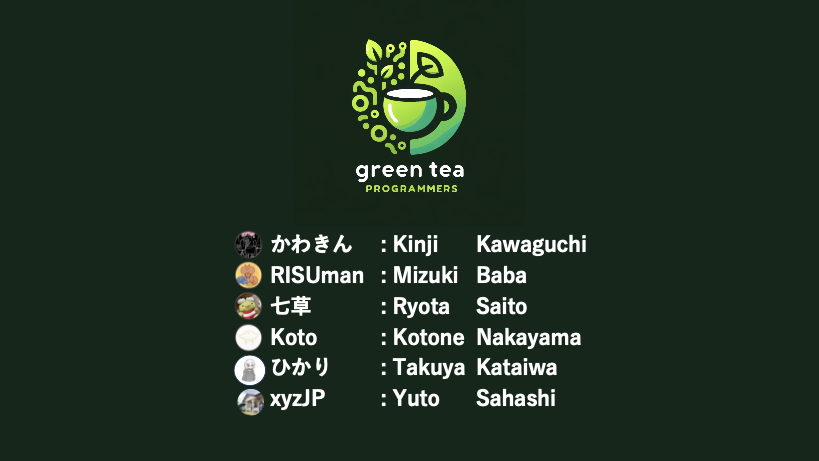 green tea
PROGRAMMERS
かわきん : Kinji Kawaguchi
RISUman : Mizuki Baba
七草 : Ryota Saito
Koto : Kotone Nakayama
ひかり : Takuya Kataiwa
xyzJP : Yuto Sahashi